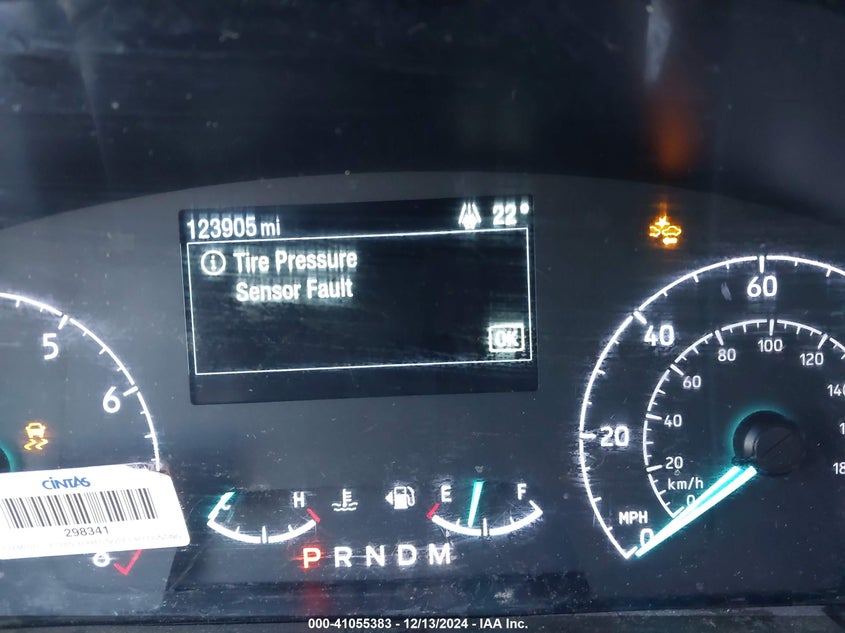 123905 mi 22°
Tire Pressure
Sensor Fault
OK
5
6
CINTAS
298341
C H
E F
P R N D M
0 20 40 60
MPH
0 20 40 60 80 100 120
km/h
000-41055383 - 12/13/2024 - IAA Inc.